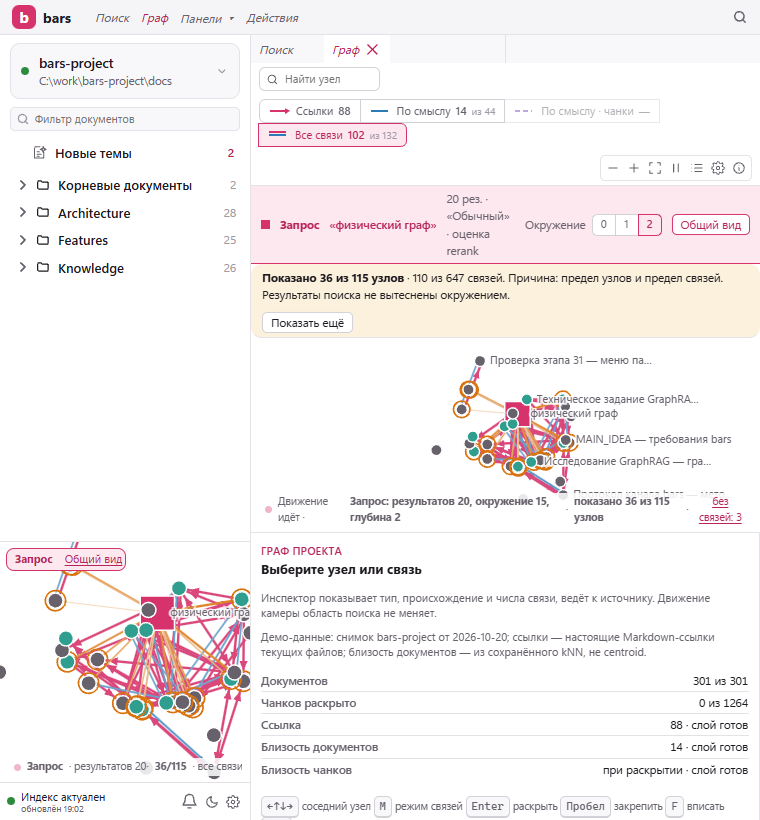 b bars Поиск Граф Панели Действия
bars-project
C:\work\bars-project\docs
Фильтр документов
Новые темы 2
Корневые документы 2
Architecture 28
Features 25
Knowledge 26
Поиск Граф
Найти узел
Ссылки 88 По смыслу 14 из 44 По смыслу · чанки —
Все связи 102 из 132
Запрос «физический граф»
20 рез. ·
«Обычный»
· оценка
rerank
Окружение 0 1 2 Общий вид
Показано 36 из 115 узлов · 110 из 647 связей. Причина: предел узлов и предел связей.
Результаты поиска не вытеснены окружением.
Показать ещё
Проверка этапа 31 — меню па…
Техническое задание GraphRA…
физический граф
MAIN_IDEA — требования bars
Исследование GraphRAG — гра…
Движение
идёт ·
Запрос: результатов 20, окружение 15,
глубина 2
· показано 36 из 115
узлов
· без
связей: 3
Запрос Общий вид
физический гра
Запрос · результатов 20· 36/115 · все связи
Индекс актуален
обновлён 19:02
ГРАФ ПРОЕКТА
Выберите узел или связь
Инспектор показывает тип, происхождение и числа связи, ведёт к источнику. Движение
камеры область поиска не меняет.
Демо-данные: снимок bars-project от 2026-10-20; ссылки — настоящие Markdown-ссылки
текущих файлов; близость документов — из сохранённого kNN, не centroid.
Документы 301 из 301
Чанков раскрыто 0 из 1264
Ссылка 88 · слой готов
Близость документов 14 · слой готов
Близость чанков при раскрытии · слой готов
←↑↓→ соседний узел M режим связей Enter раскрыть Пробел закрепить F вписать